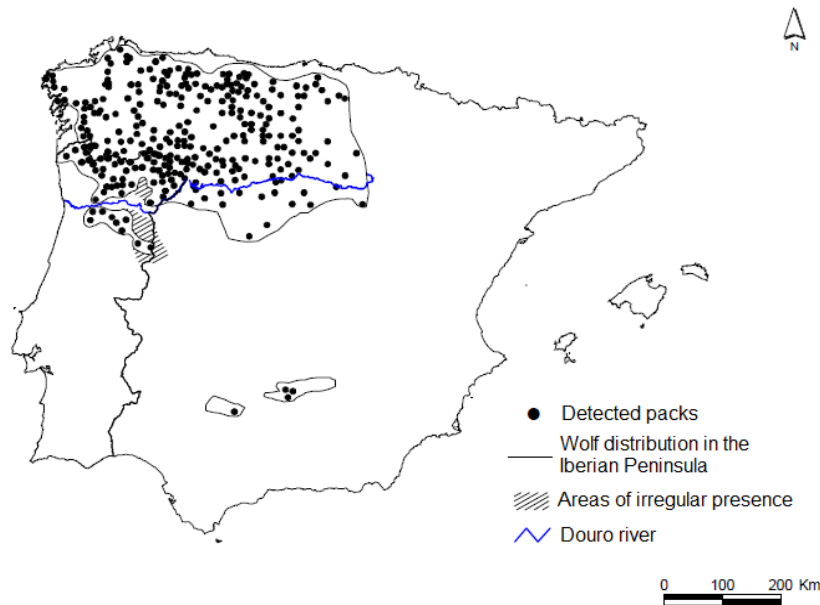 N
Detected packs
Wolf distribution in the
Iberian Peninsula
Areas of irregular presence
Douro river
0 100 200 Km